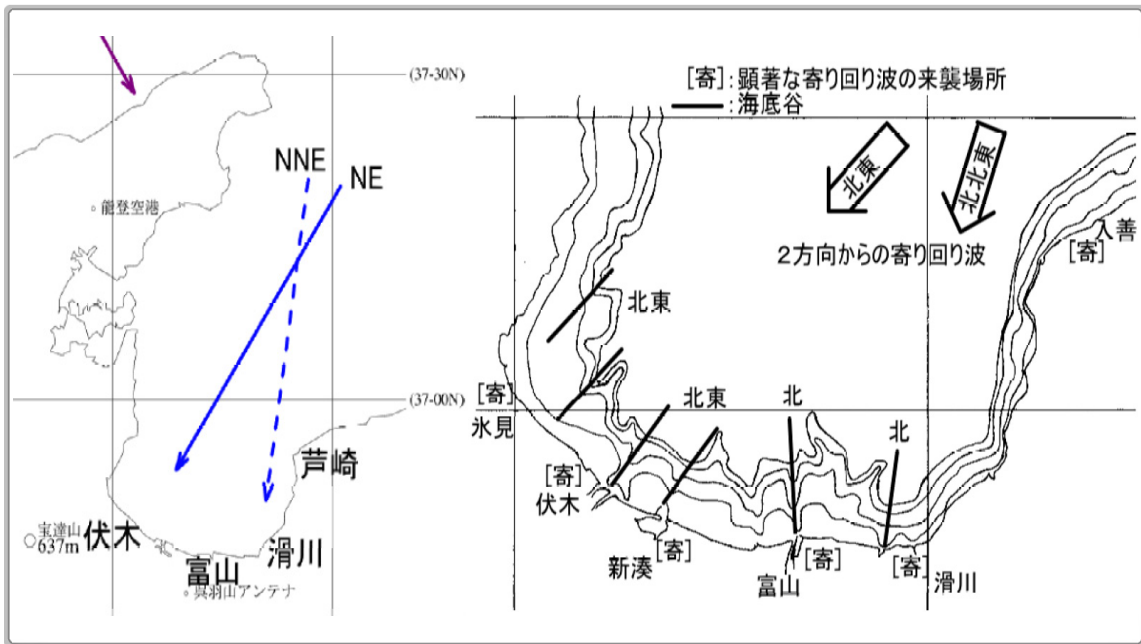 (37-30N)
NNE
NE
能登空港
(37-00N)
芦崎
宝達山
637m
伏木
富山
滑川
呉羽山アンテナ
[寄]:顕著な寄り回り波の来襲場所
:海底谷
北東
北北東
2方向からの寄り回り波
入善
[寄]
北東
[寄]
氷見
北東
北
北
[寄]
伏木
新湊
[寄]
富山
[寄]
[寄]
滑川